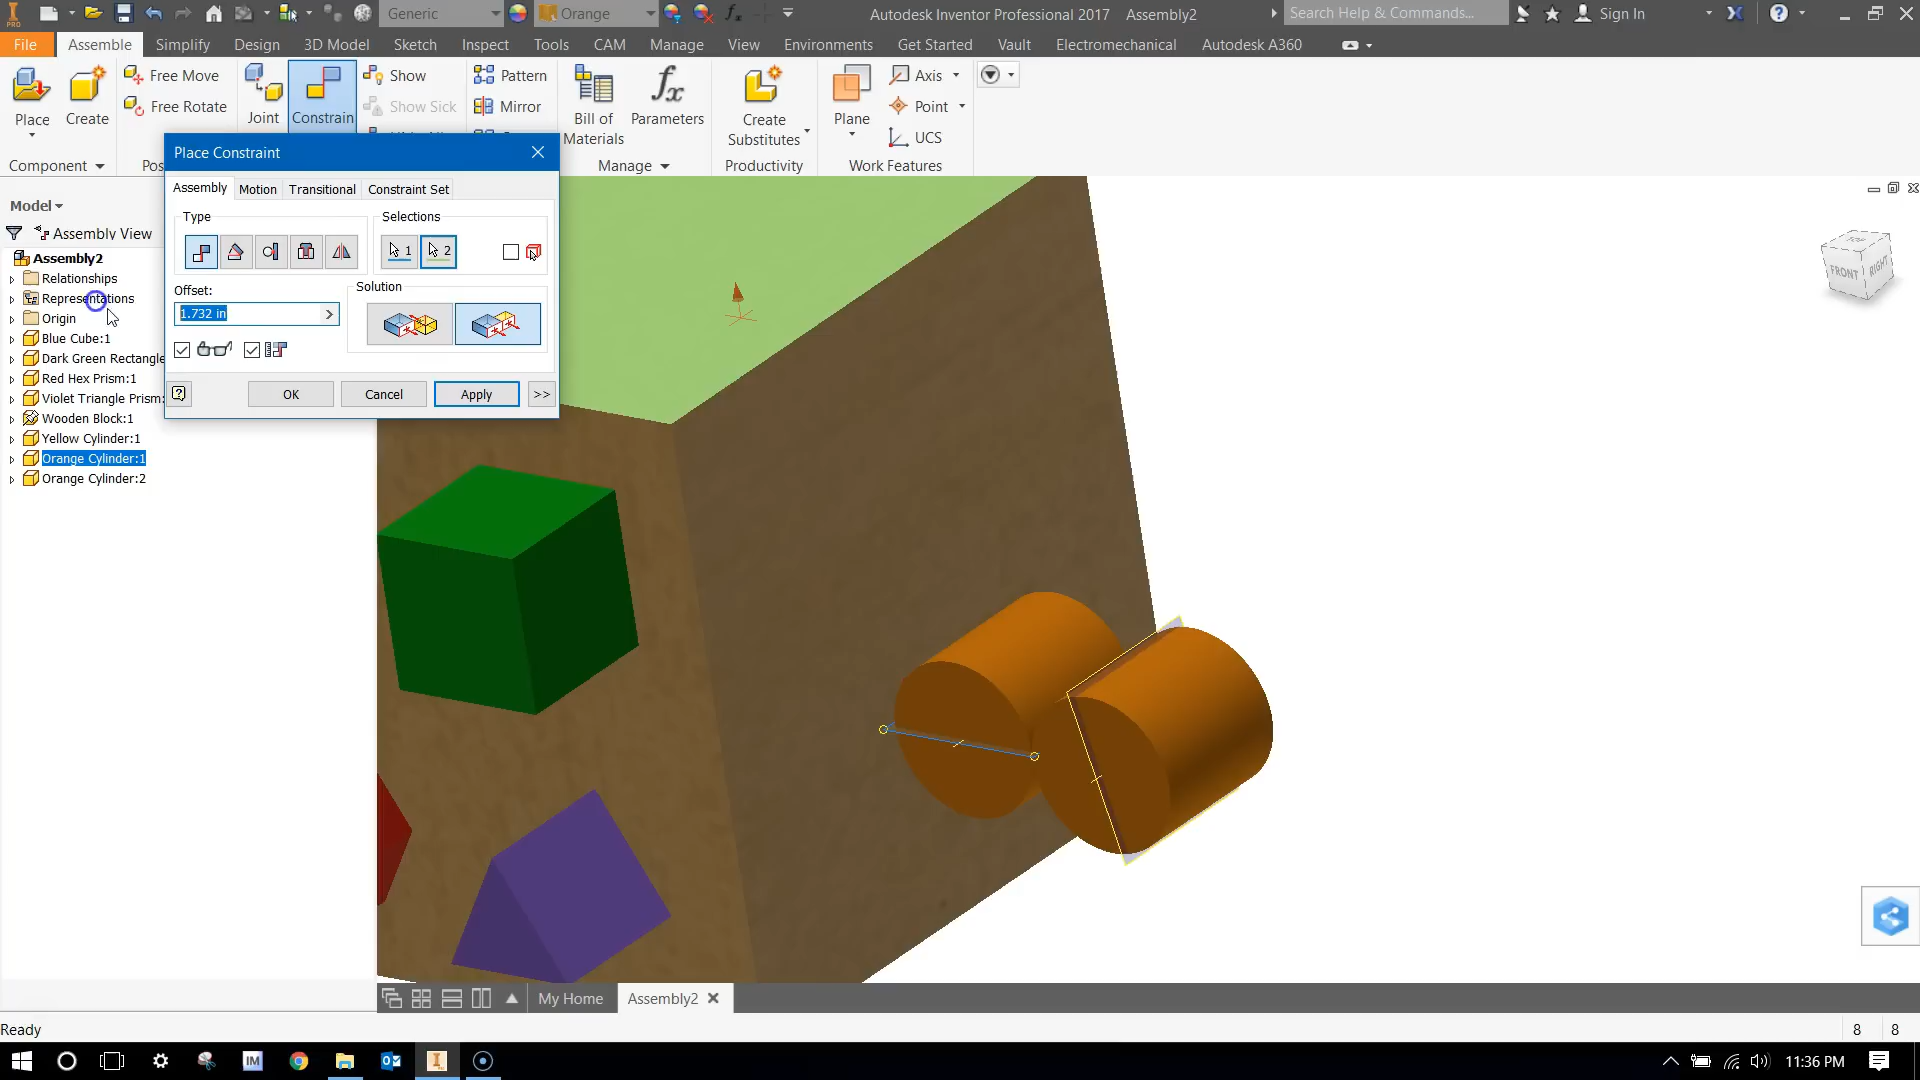 PRO
Generic
Orange
Autodesk Inventor Professional 2017 Assembly2
Search Help & Commands...
Sign In
File Assemble Simplify Design 3D Model Sketch Inspect Tools CAM Manage View Environments Get Started Vault Electromechanical Autodesk A360
Place
Create
Free Move
Free Rotate
Joint
Constrain
Show
Show Sick
Pattern
Mirror
Bill of
Materials
fx
Parameters
Create
Substitutes
Plane
Axis
Point
UCS
Component
Pos
Manage
Productivity
Work Features
Place Constraint
Assembly Motion Transitional Constraint Set
Type
Selections
1
2
Offset:
1.732 in
Solution
OK
Cancel
Apply
>>
Model
Assembly View
Assembly2
Relationships
Representations
Origin
Blue Cube:1
Dark Green Rectangle
Red Hex Prism:1
Violet Triangle Prism:
Wooden Block:1
Yellow Cylinder:1
Orange Cylinder:1
Orange Cylinder:2
TOP
FRONT
RIGHT
My Home
Assembly2
Ready
8 8
IM
11:36 PM